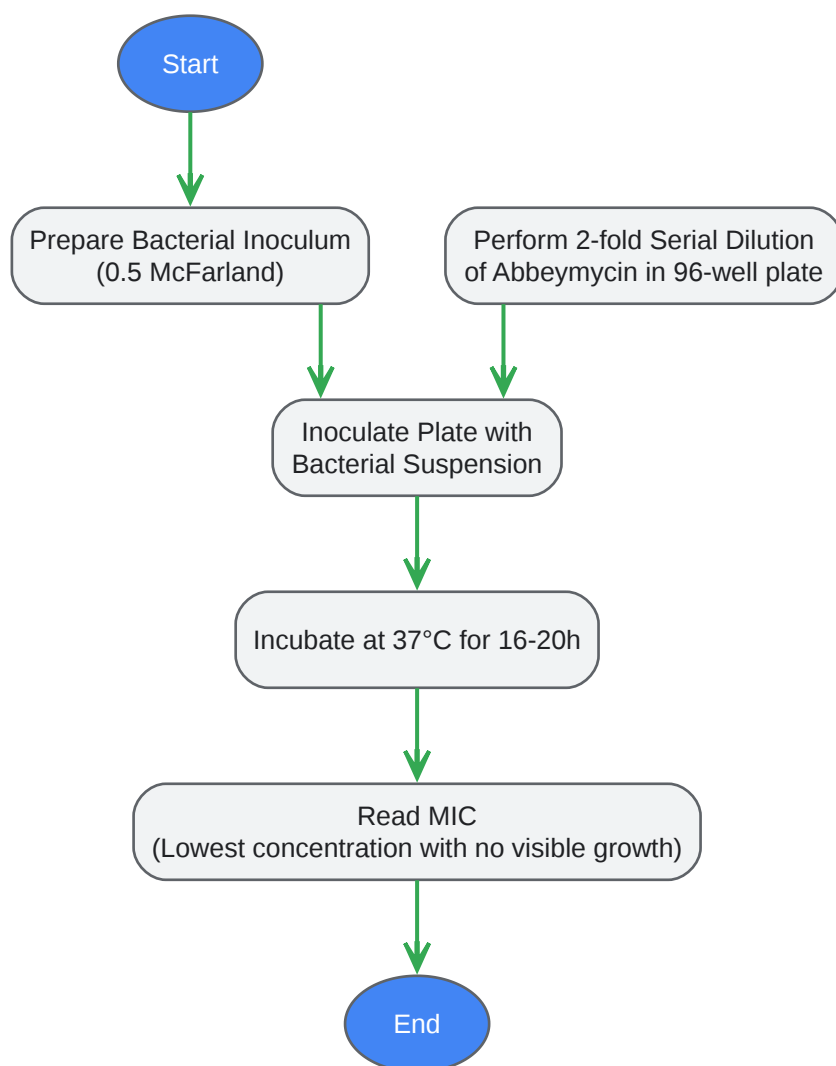 Start
Prepare Bacterial Inoculum
(0.5 McFarland)
Perform 2-fold Serial Dilution
of Abbeymycin in 96-well plate
Inoculate Plate with
Bacterial Suspension
Incubate at 37°C for 16-20h
Read MIC
(Lowest concentration with no visible growth)
End